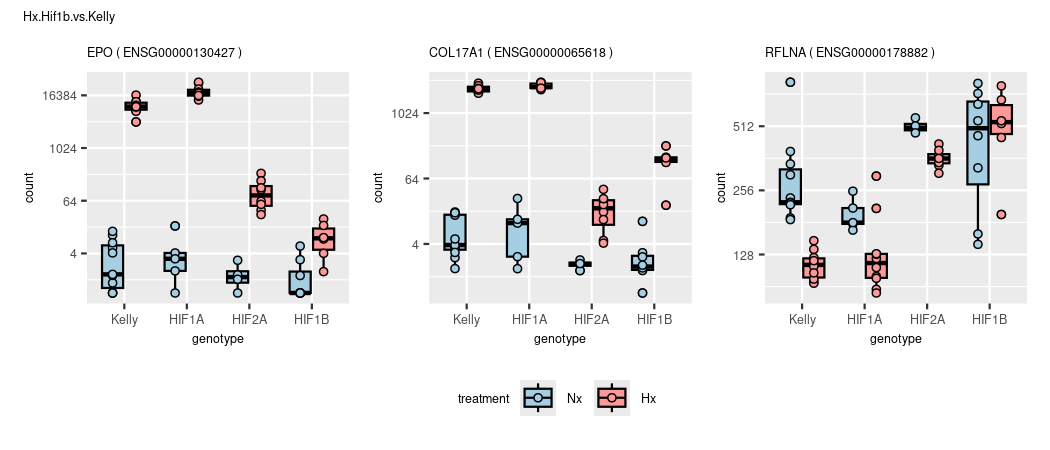 Hx.Hif1b.vs.Kelly
EPO ( ENSG00000130427 )
COL17A1 ( ENSG00000065618 )
RFLNA ( ENSG00000178882 )
count
16384
1024
64
4
Kelly HIF1A HIF2A HIF1B
genotype
count
1024
64
4
Kelly HIF1A HIF2A HIF1B
genotype
count
512
256
128
Kelly HIF1A HIF2A HIF1B
genotype
treatment Nx Hx